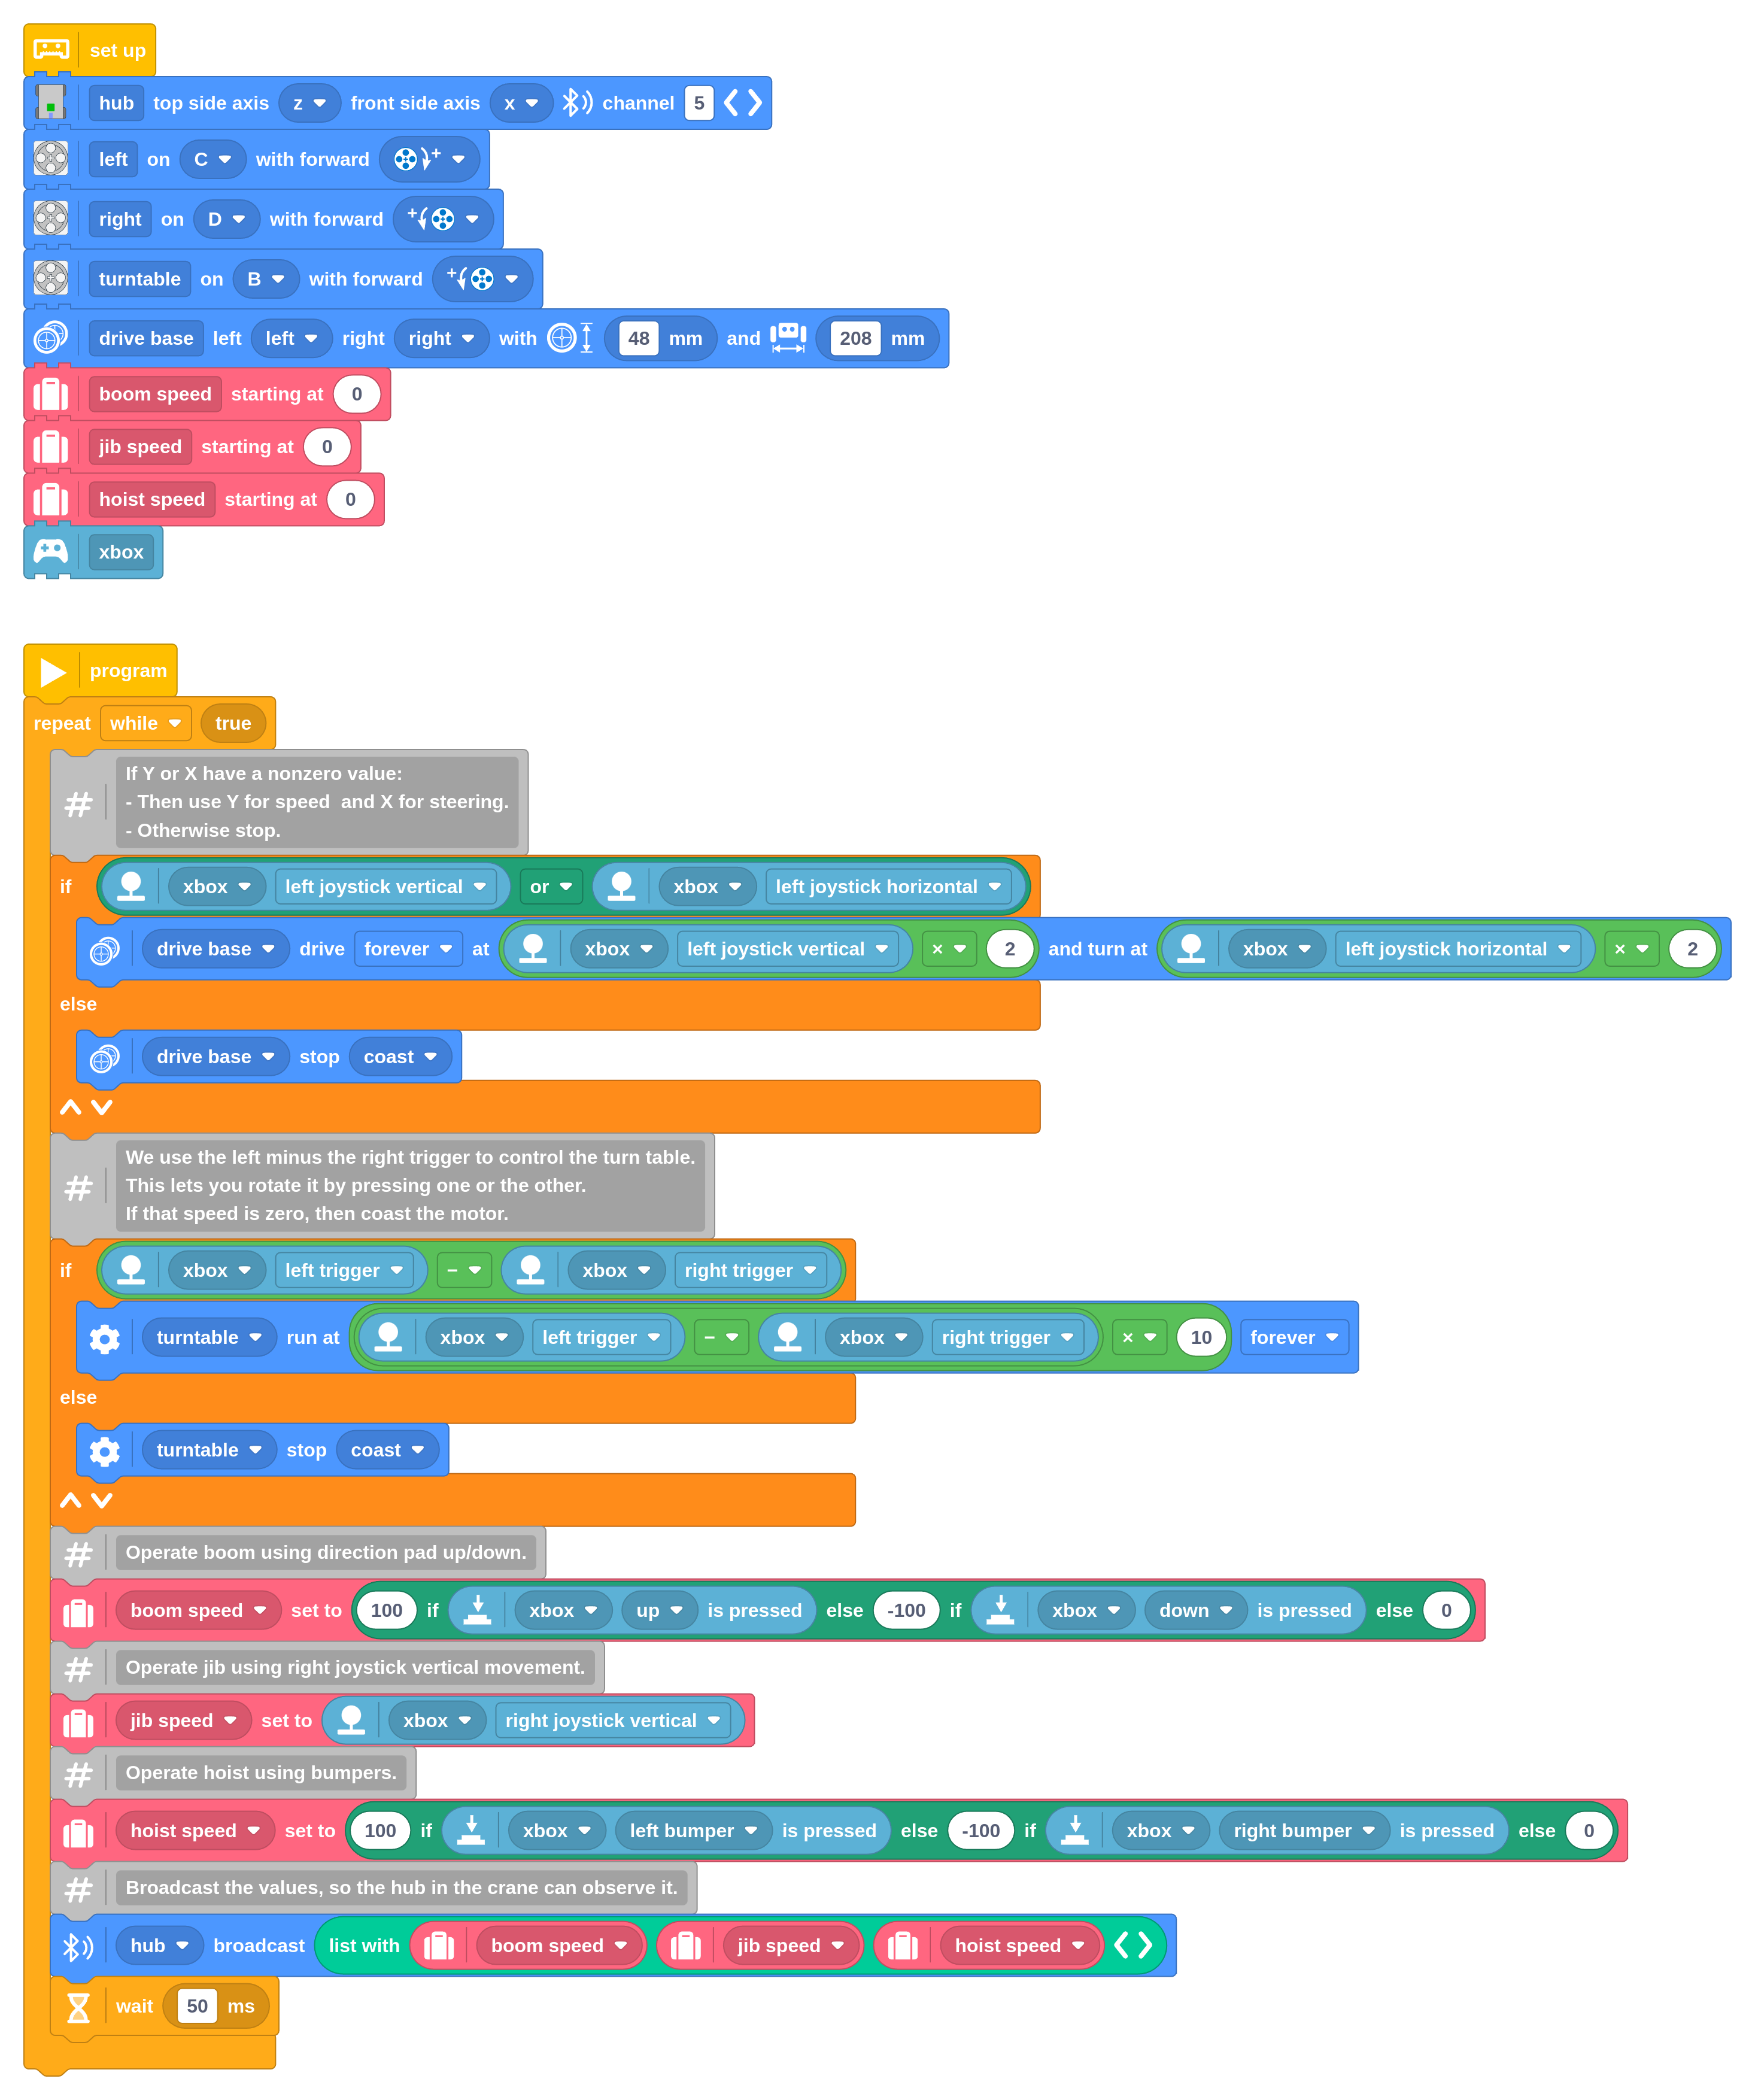 set up
hub top side axis z front side axis x channel 5
left on C with forward +
right on D with forward +
turntable on B with forward +
drive base left left right right with 48 mm and 208 mm
boom speed starting at 0
jib speed starting at 0
hoist speed starting at 0
xbox
program
repeat while true
# If Y or X have a nonzero value:
- Then use Y for speed  and X for steering.
- Otherwise stop.
if xbox left joystick vertical or xbox left joystick horizontal
drive base drive forever at xbox left joystick vertical × 2 and turn at xbox left joystick horizontal × 2
else
drive base stop coast
# We use the left minus the right trigger to control the turn table.
This lets you rotate it by pressing one or the other.
If that speed is zero, then coast the motor.
if xbox left trigger − xbox right trigger
turntable run at xbox left trigger − xbox right trigger × 10 forever
else
turntable stop coast
# Operate boom using direction pad up/down.
boom speed set to 100 if xbox up is pressed else -100 if xbox down is pressed else 0
# Operate jib using right joystick vertical movement.
jib speed set to xbox right joystick vertical
# Operate hoist using bumpers.
hoist speed set to 100 if xbox left bumper is pressed else -100 if xbox right bumper is pressed else 0
# Broadcast the values, so the hub in the crane can observe it.
hub broadcast list with boom speed jib speed hoist speed
wait 50 ms